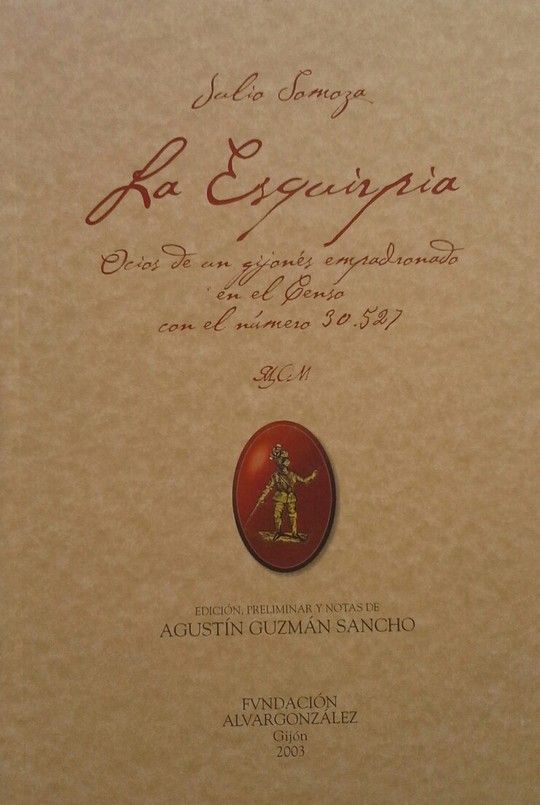 Julio Somoza
La Esquirpia
Ocios de un gijonés empadronado
en el Censo
con el número 30.527
MCM
EDICIÓN, PRELIMINAR Y NOTAS DE
AGUSTÍN GUZMÁN SANCHO
FVNDACIÓN
ALVARGONZÁLEZ
Gijón
2003